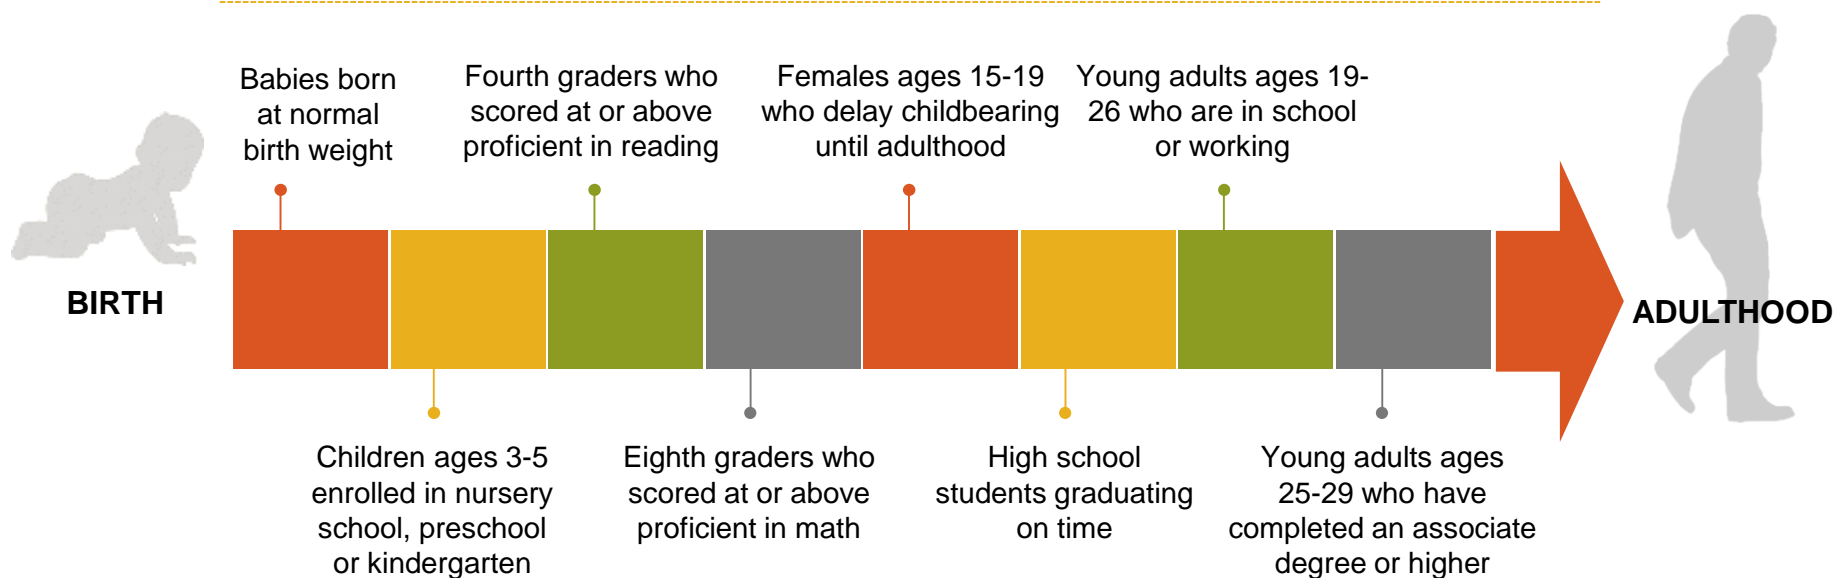 Babies born
at normal
birth weight
Fourth graders who
scored at or above
proficient in reading
Females ages 15-19
who delay childbearing
until adulthood
Young adults ages 19-
26 who are in school
or working
BIRTH
ADULTHOOD
Children ages 3-5
enrolled in nursery
school, preschool
or kindergarten
Eighth graders who
scored at or above
proficient in math
High school
students graduating
on time
Young adults ages
25-29 who have
completed an associate
degree or higher